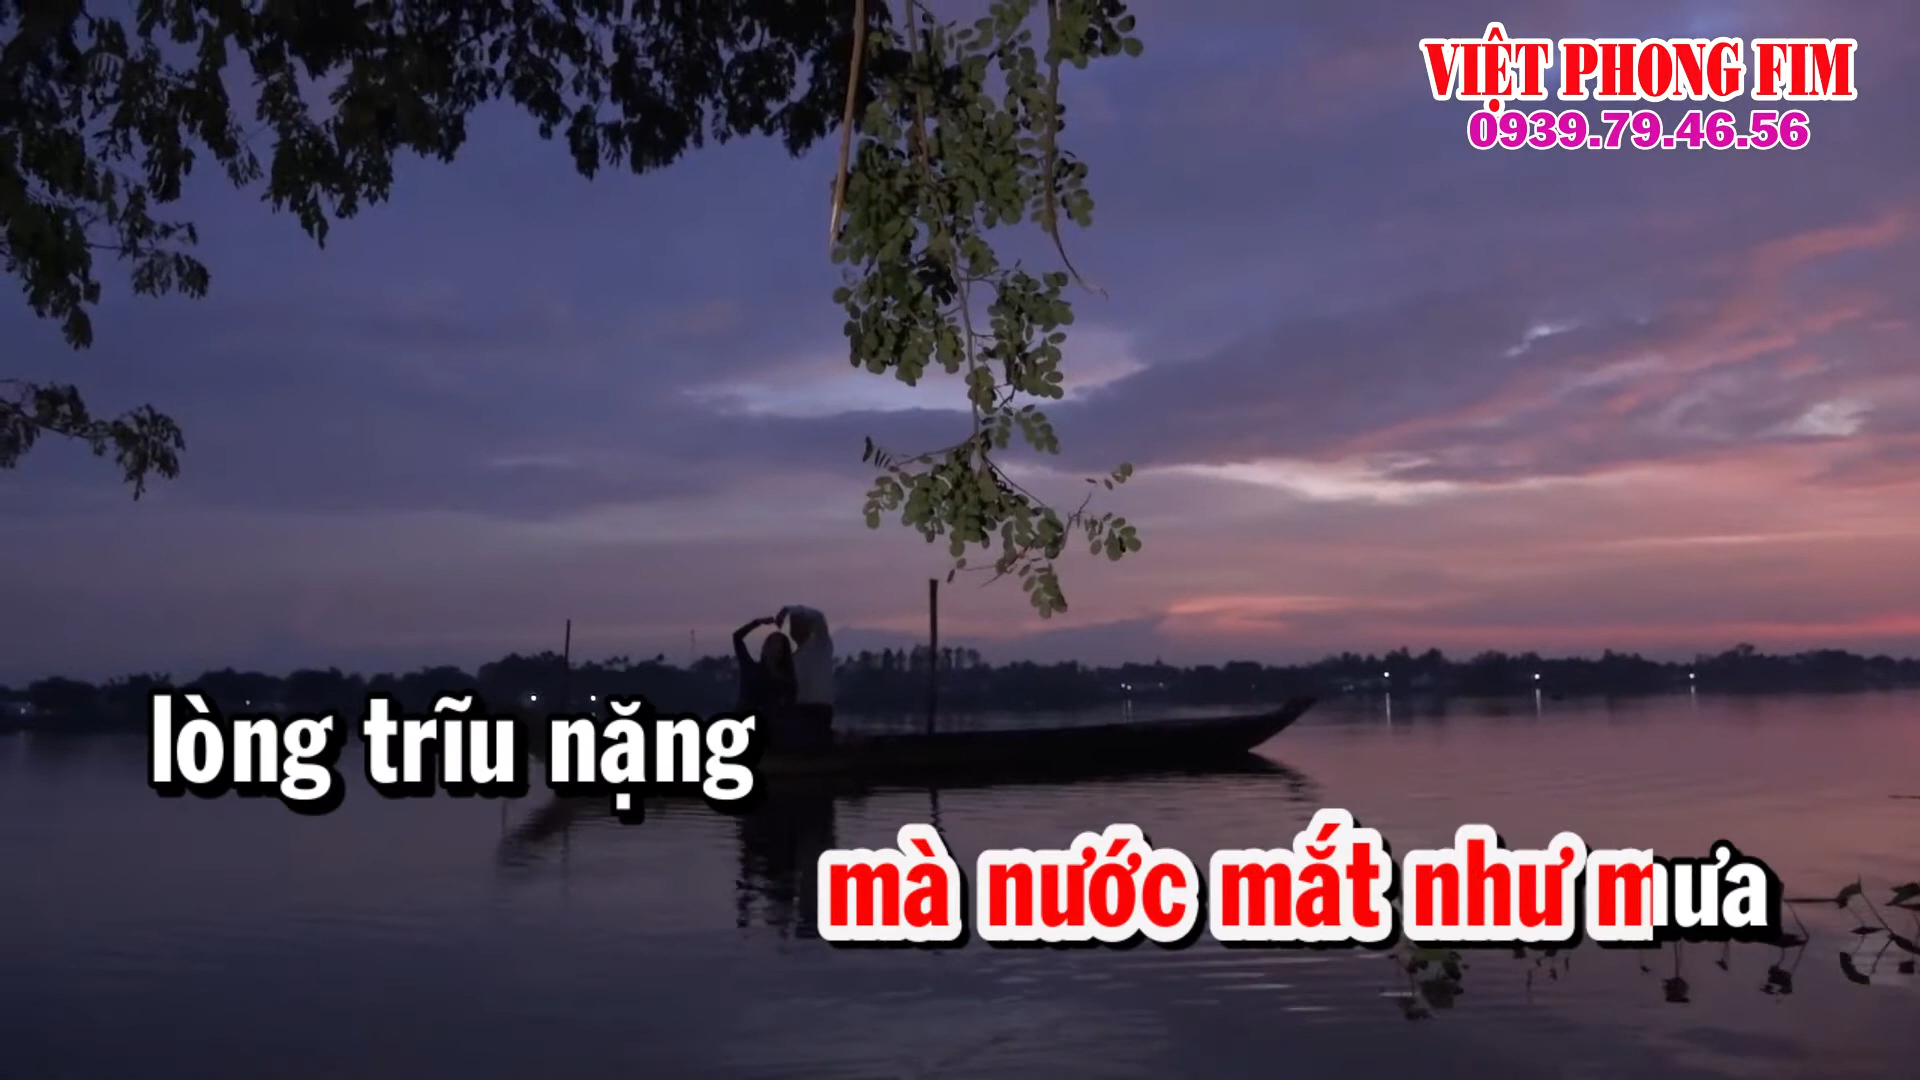 VIỆT PHONG FIM
0939.79.46.56
lòng trĩu nặng
mà nước mắt như mưa